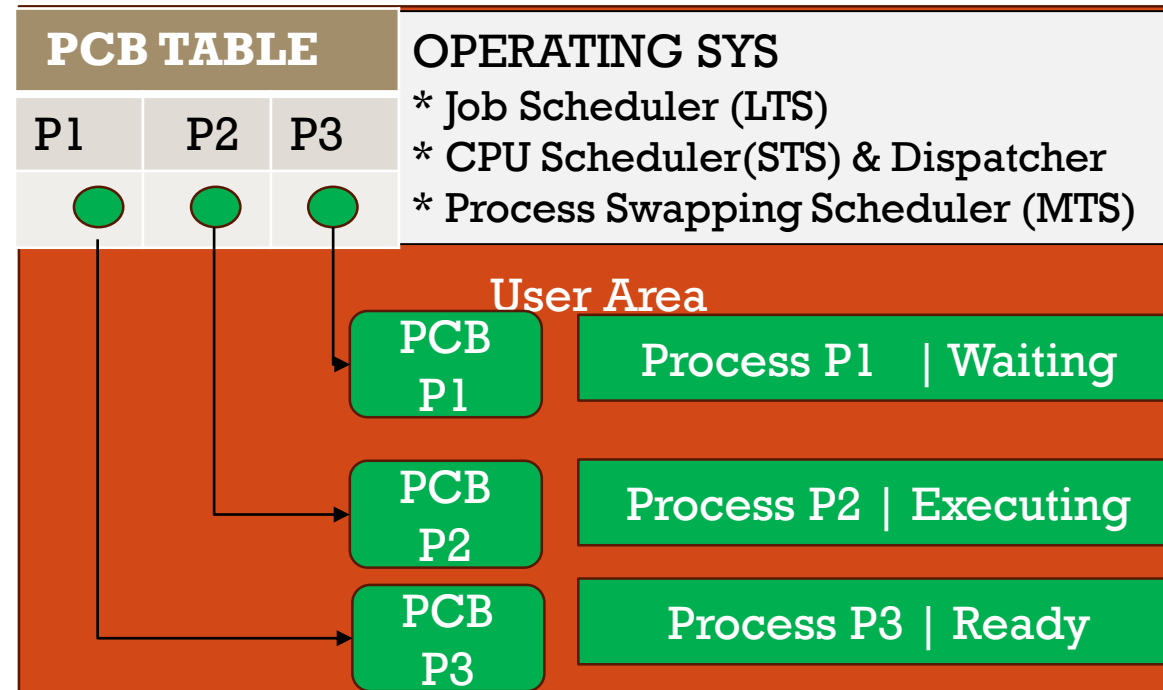 PCB TABLE
P1 P2 P3
OPERATING SYS
* Job Scheduler (LTS)
* CPU Scheduler(STS) & Dispatcher
* Process Swapping Scheduler (MTS)
User Area
PCB
P1
Process P1 | Waiting
PCB
P2
Process P2 | Executing
PCB
P3
Process P3 | Ready